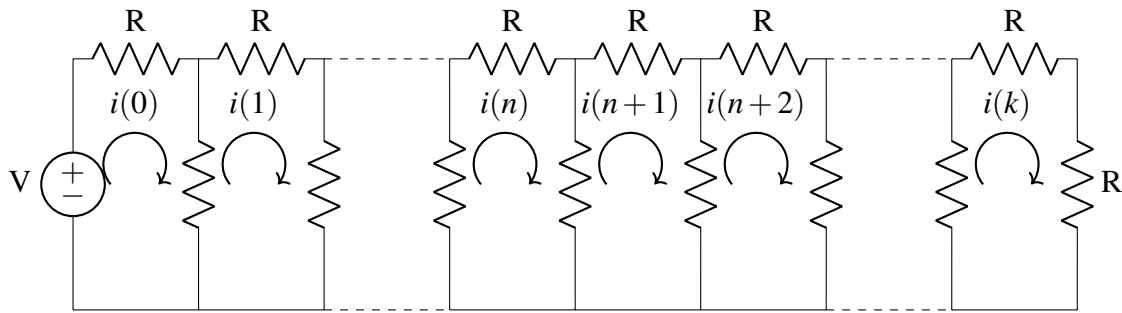 R R R R R R
i(0) i(1) i(n) i(n+1) i(n+2) i(k)
V + − R